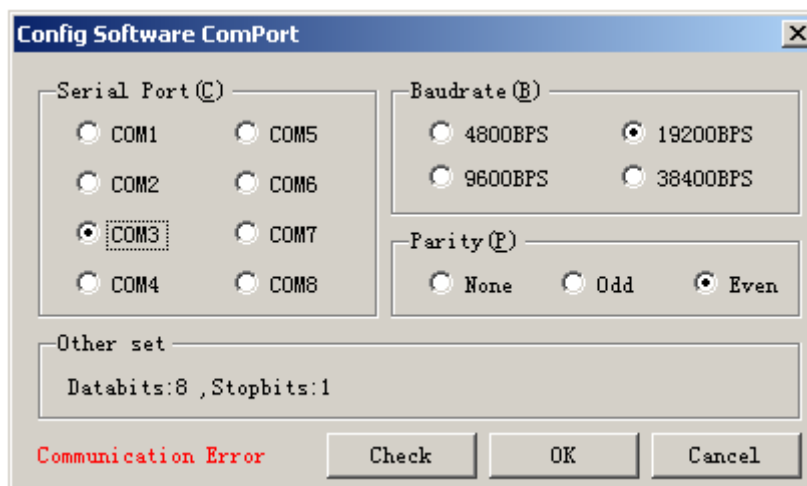 Config Software ComPort
Serial Port(C)
COM1 COM5
COM2 COM6
COM3 COM7
COM4 COM8
Baudrate(B)
4800BPS 19200BPS
9600BPS 38400BPS
Parity(P)
None Odd Even
Other set
Databits:8 ,Stopbits:1
Communication Error Check OK Cancel